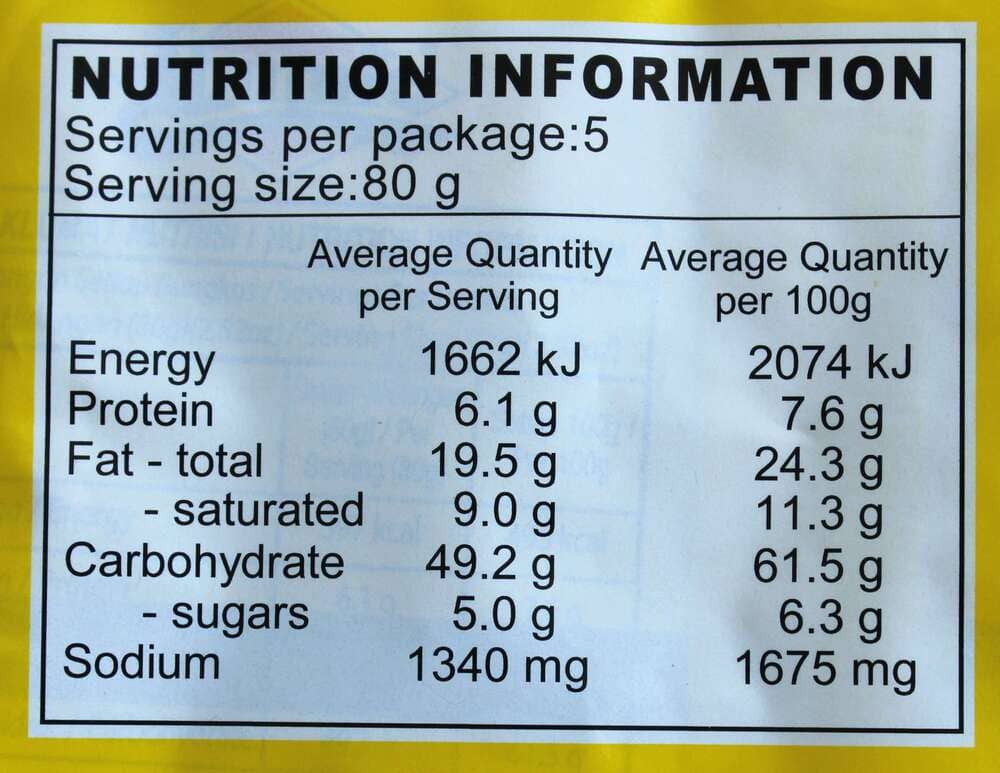 NUTRITION INFORMATION
Servings per package:5
Serving size:80 g
Average Quantity Average Quantity
per Serving per 100g
Energy 1662 kJ 2074 kJ
Protein 6.1 g 7.6 g
Fat - total 19.5 g 24.3 g
- saturated 9.0 g 11.3 g
Carbohydrate 49.2 g 61.5 g
- sugars 5.0 g 6.3 g
Sodium 1340 mg 1675 mg